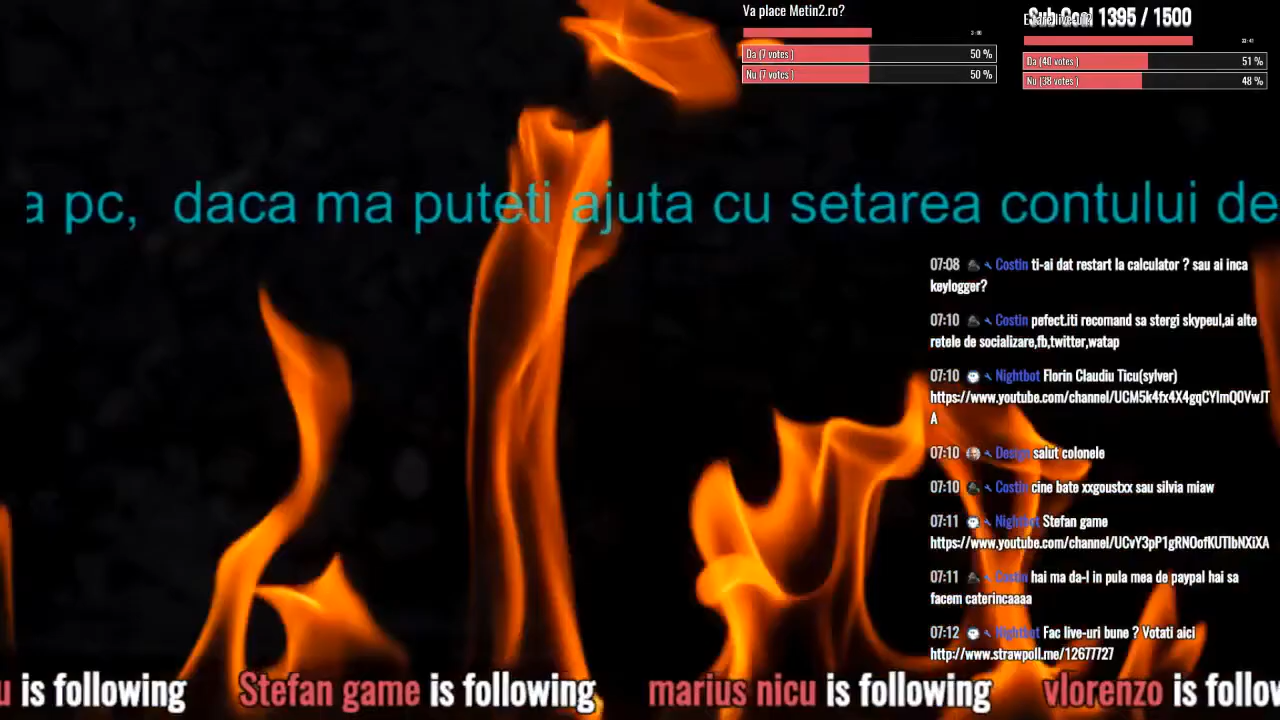 Va place Metin2.ro?
Da (7 votes )
50 %
Nu (7 votes )
50 %
Sub Goal 1395 / 1500
Da (40 votes )
51 %
Nu (38 votes )
48 %
a pc, daca ma puteti ajuta cu setarea contului de
07:08 Costin ti-ai dat restart la calculator ? sau ai inca
keylogger?
07:10 Costin pefect.iti recomand sa stergi skypeul,ai alte
retele de socializare,fb,twitter,watap
07:10 Nightbot Florin Claudiu Ticu(sylver)
https://www.youtube.com/channel/UCM5k4fx4X4gqCYImQ0VwJT
A
07:10 Design salut colonele
07:10 Costin cine bate xxgoustxx sau silvia miaw
07:11 Nightbot Stefan game
https://www.youtube.com/channel/UCvY3pP1gRNOofKUTIbNXiXA
07:11 Costin hai ma da-l in pula mea de paypal hai sa
facem caterincaaaa
07:12 Nightbot Fac live-uri bune ? Votati aici
http://www.strawpoll.me/12677727
u is following Stefan game is following marius nicu is following vlorenzo is follow